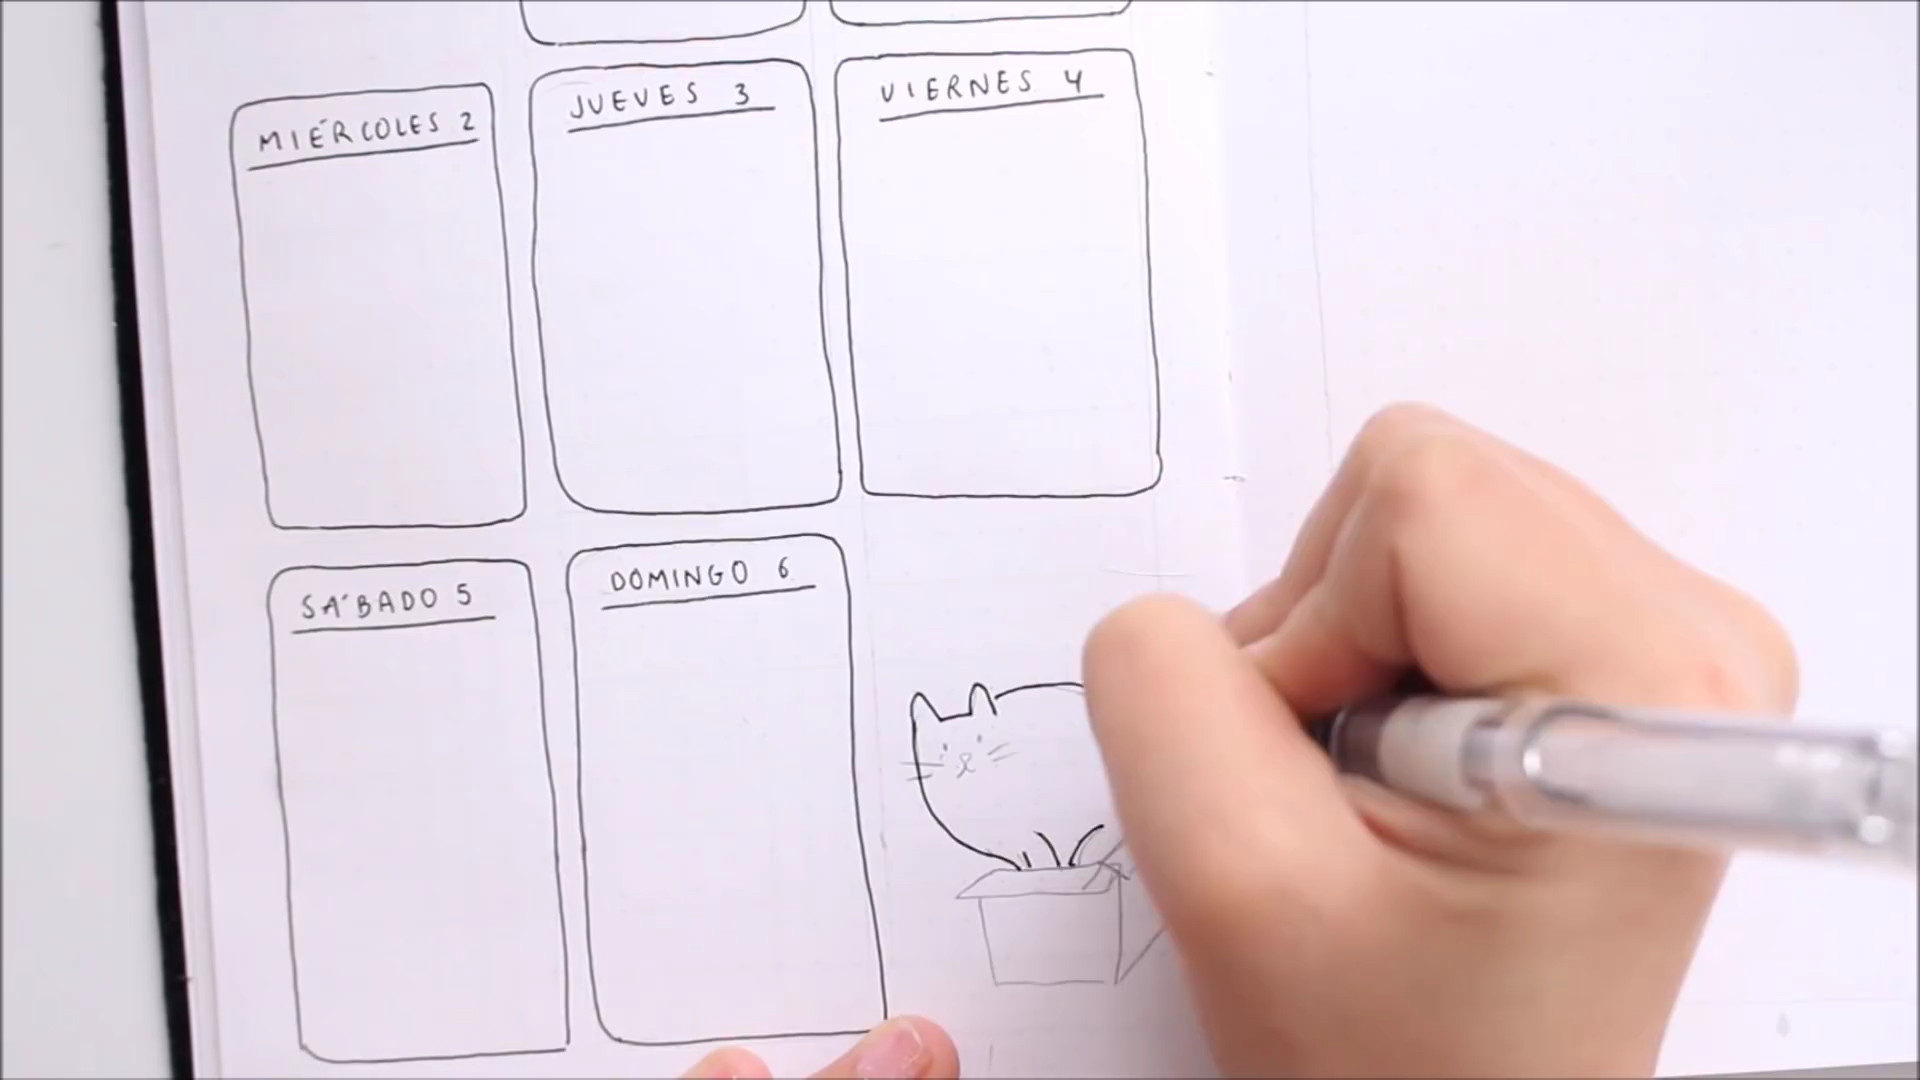 MIÉRCOLES 2
JUEVES 3
VIERNES 4
SÁBADO 5
DOMINGO 6